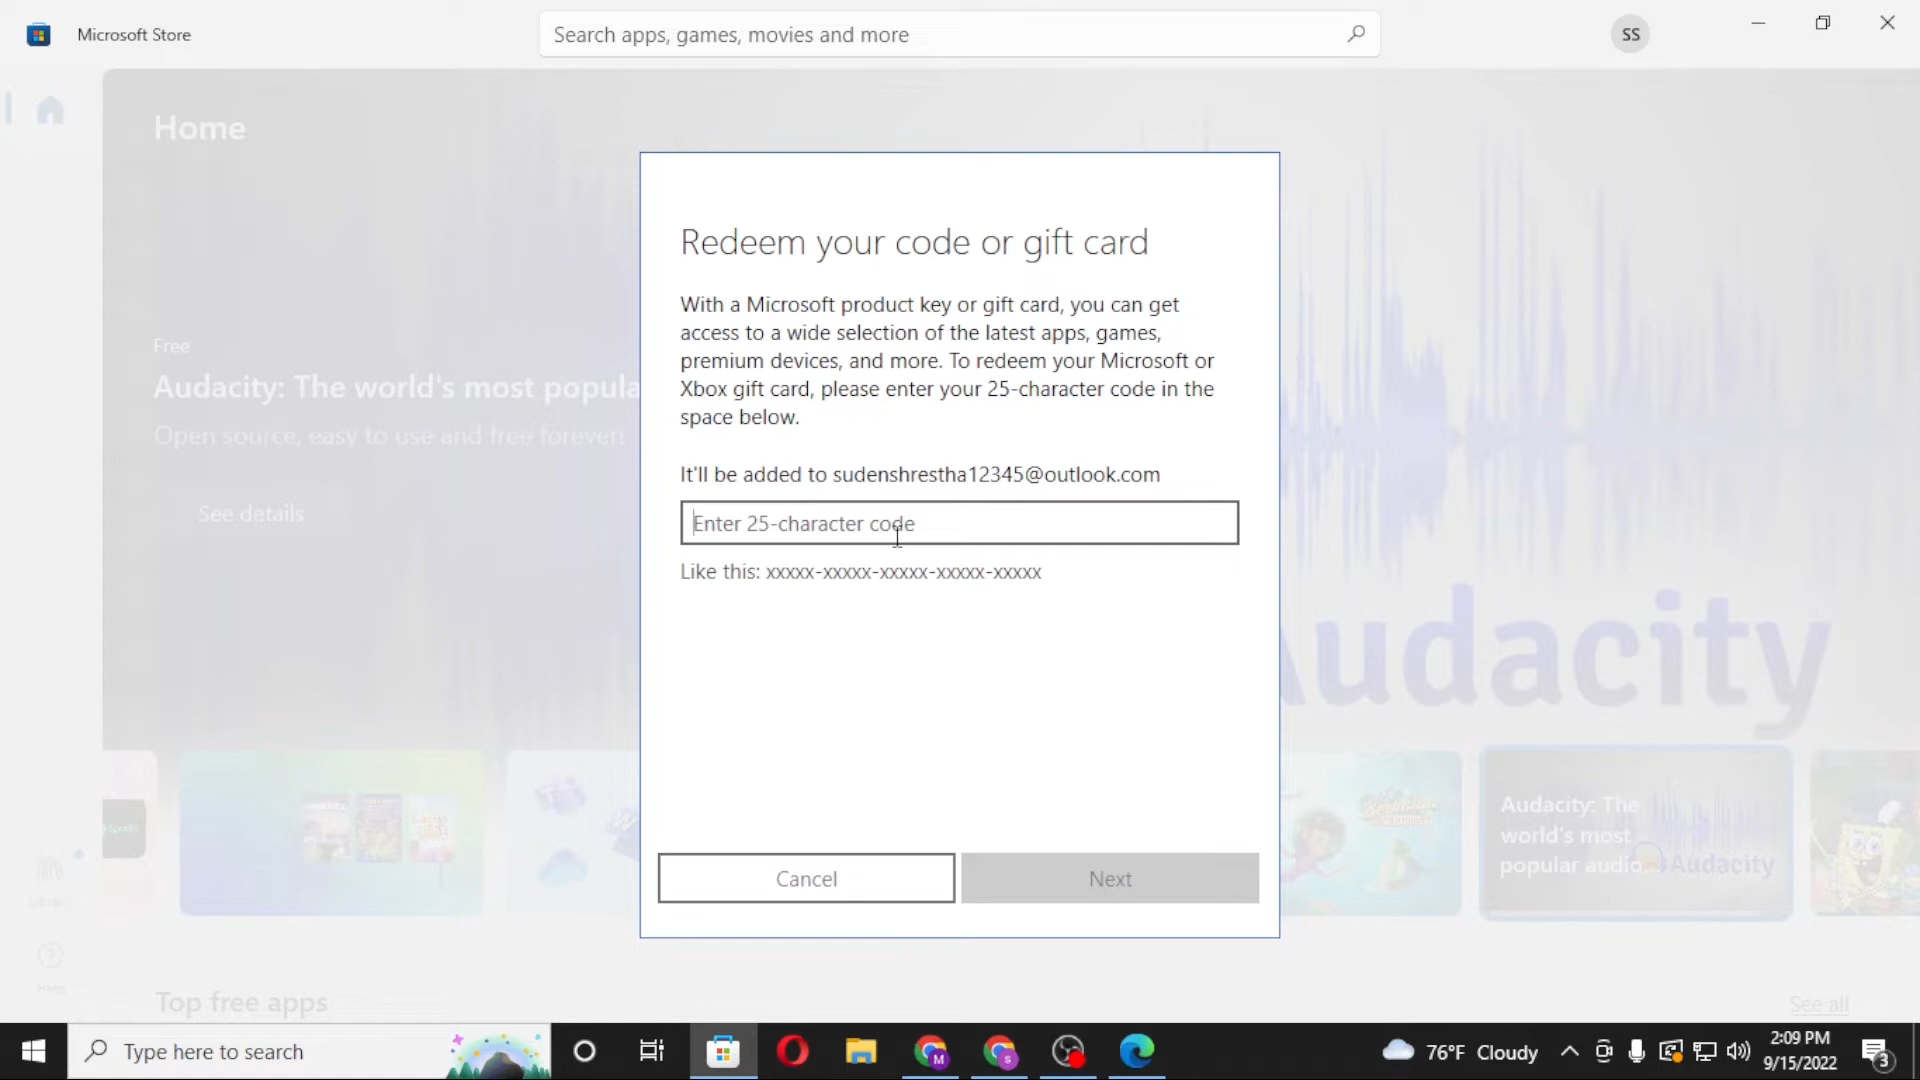 Microsoft Store
Search apps, games, movies and more
SS
Home
Free
Audacity: The world's most popula
Open source, easy to use and free forever!
See details
Redeem your code or gift card
With a Microsoft product key or gift card, you can get
access to a wide selection of the latest apps, games,
premium devices, and more. To redeem your Microsoft or
Xbox gift card, please enter your 25-character code in the
space below.
It'll be added to sudenshrestha12345@outlook.com
Enter 25-character code
Like this: xxxxx-xxxxx-xxxxx-xxxxx-xxxxx
Cancel
Next
Audacity
Audacity: The
world's most
popular audio
Audacity
Help
Top free apps
See all
Type here to search
76°F Cloudy
2:09 PM
9/15/2022
3